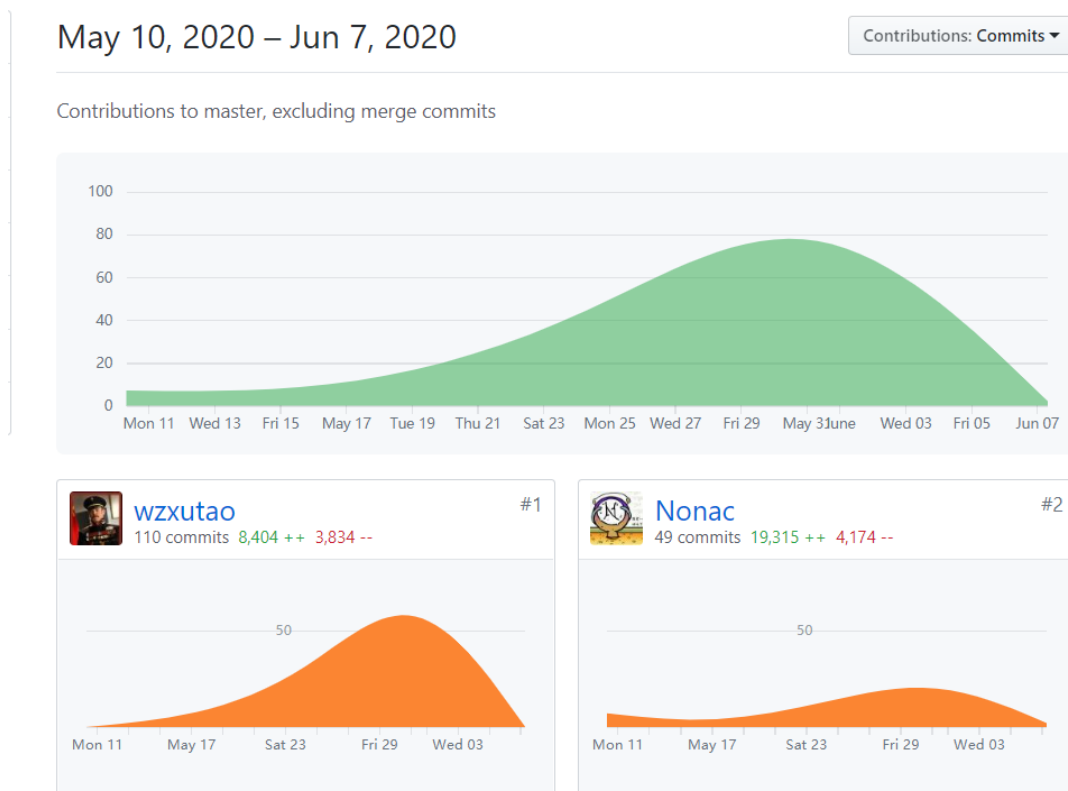 May 10, 2020 – Jun 7, 2020
Contributions: Commits
Contributions to master, excluding merge commits
100
80
60
40
20
0
Mon 11 Wed 13 Fri 15 May 17 Tue 19 Thu 21 Sat 23 Mon 25 Wed 27 Fri 29 May 31 June Wed 03 Fri 05 Jun 07
wzxutao #1
110 commits 8,404 ++ 3,834 --
50
Mon 11 May 17 Sat 23 Fri 29 Wed 03
Nonac #2
49 commits 19,315 ++ 4,174 --
50
Mon 11 May 17 Sat 23 Fri 29 Wed 03